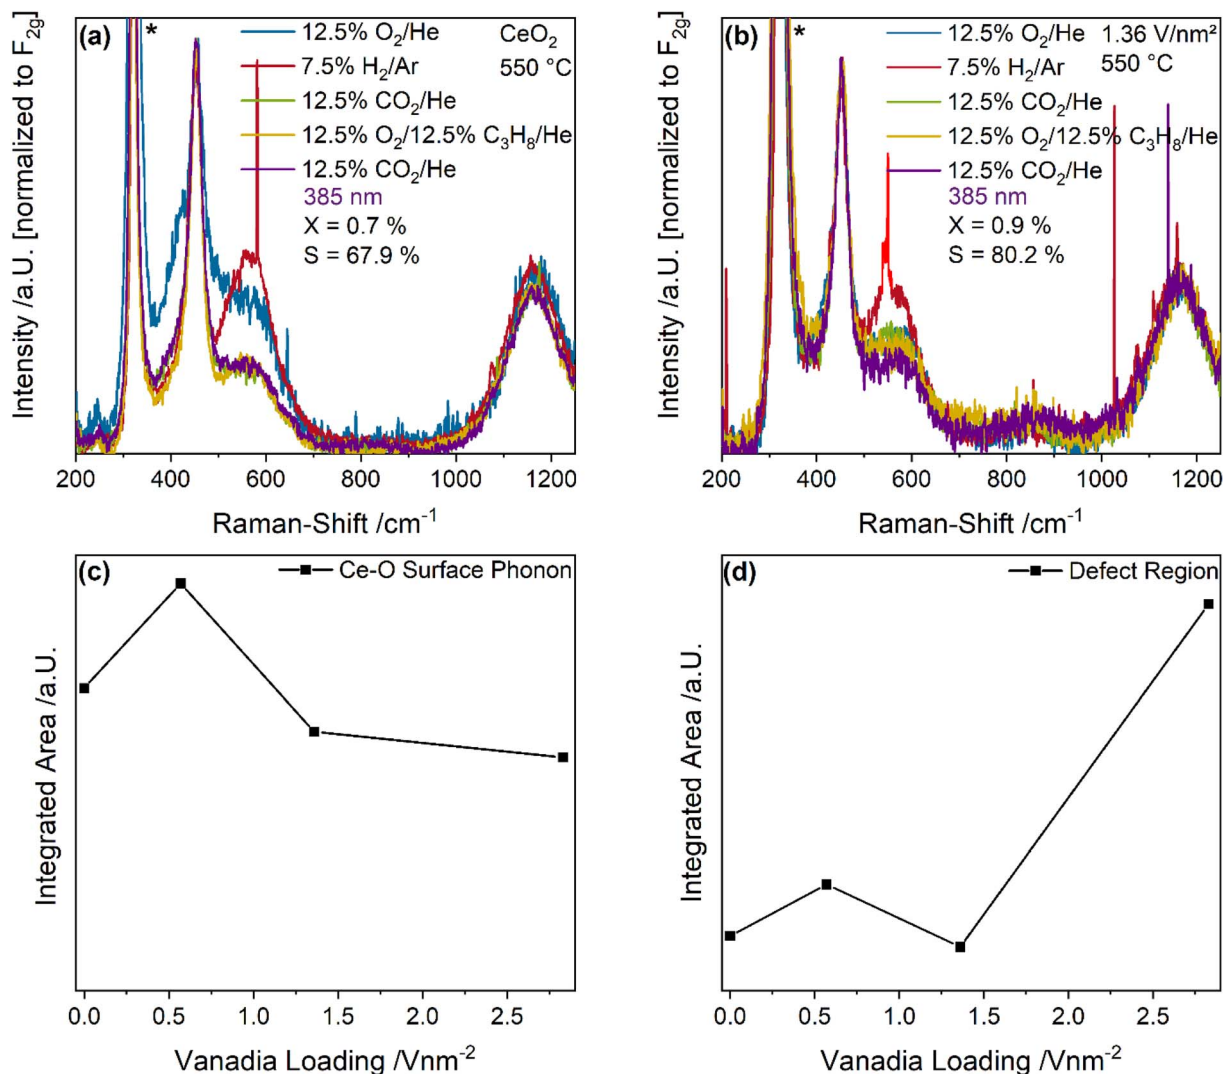 (a)
*
12.5% O₂/He
7.5% H₂/Ar
12.5% CO₂/He
12.5% O₂/12.5% C₃H₈/He
12.5% CO₂/He
385 nm
X = 0.7 %
S = 67.9 %
CeO₂
550 °C
Intensity /a.U. [normalized to F₂g]
200 400 600 800 1000 1200
Raman-Shift /cm⁻¹
(b)
*
12.5% O₂/He
7.5% H₂/Ar
12.5% CO₂/He
12.5% O₂/12.5% C₃H₈/He
12.5% CO₂/He
385 nm
X = 0.9 %
S = 80.2 %
1.36 V/nm²
550 °C
Intensity /a.U. [normalized to F₂g]
200 400 600 800 1000 1200
Raman-Shift /cm⁻¹
(c)
Ce-O Surface Phonon
Integrated Area /a.U.
0.0 0.5 1.0 1.5 2.0 2.5
Vanadia Loading /Vnm⁻²
(d)
Defect Region
Integrated Area /a.U.
0.0 0.5 1.0 1.5 2.0 2.5
Vanadia Loading /Vnm⁻²